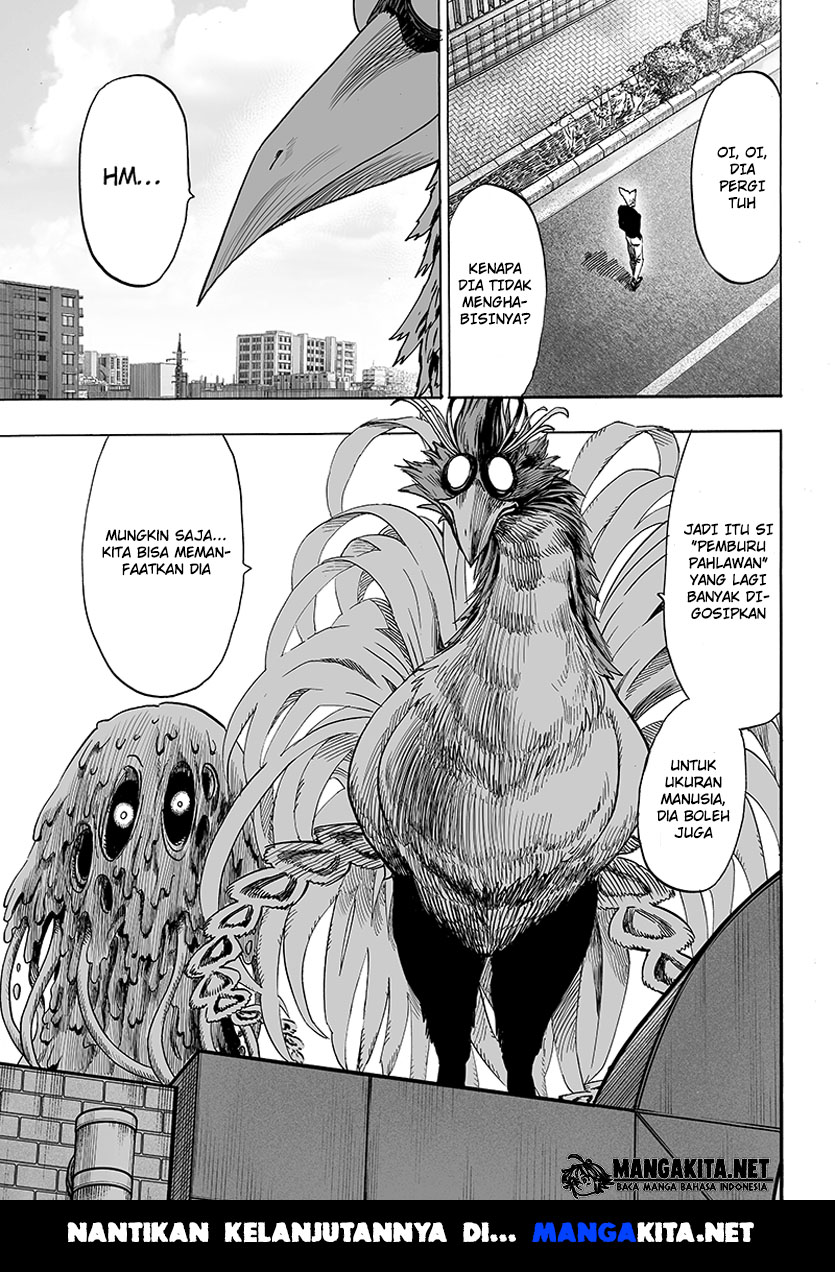 OI, OI,
DIA
PERGI
TUH
KENAPA
DIA TIDAK
MENGHA-
BISINYA?
HM...
JADI ITU SI
"PEMBURU
PAHLAWAN"
YANG LAGI
BANYAK DI-
GOSIPKAN
UNTUK
UKURAN
MANUSIA,
DIA BOLEH
JUGA
MUNGKIN SAJA...
KITA BISA MEMAN-
FAATKAN DIA
MANGAKITA.NET
BACA MANGA BAHASA INDONESIA
NANTIKAN KELANJUTANNYA DI... MANGAKITA.NET